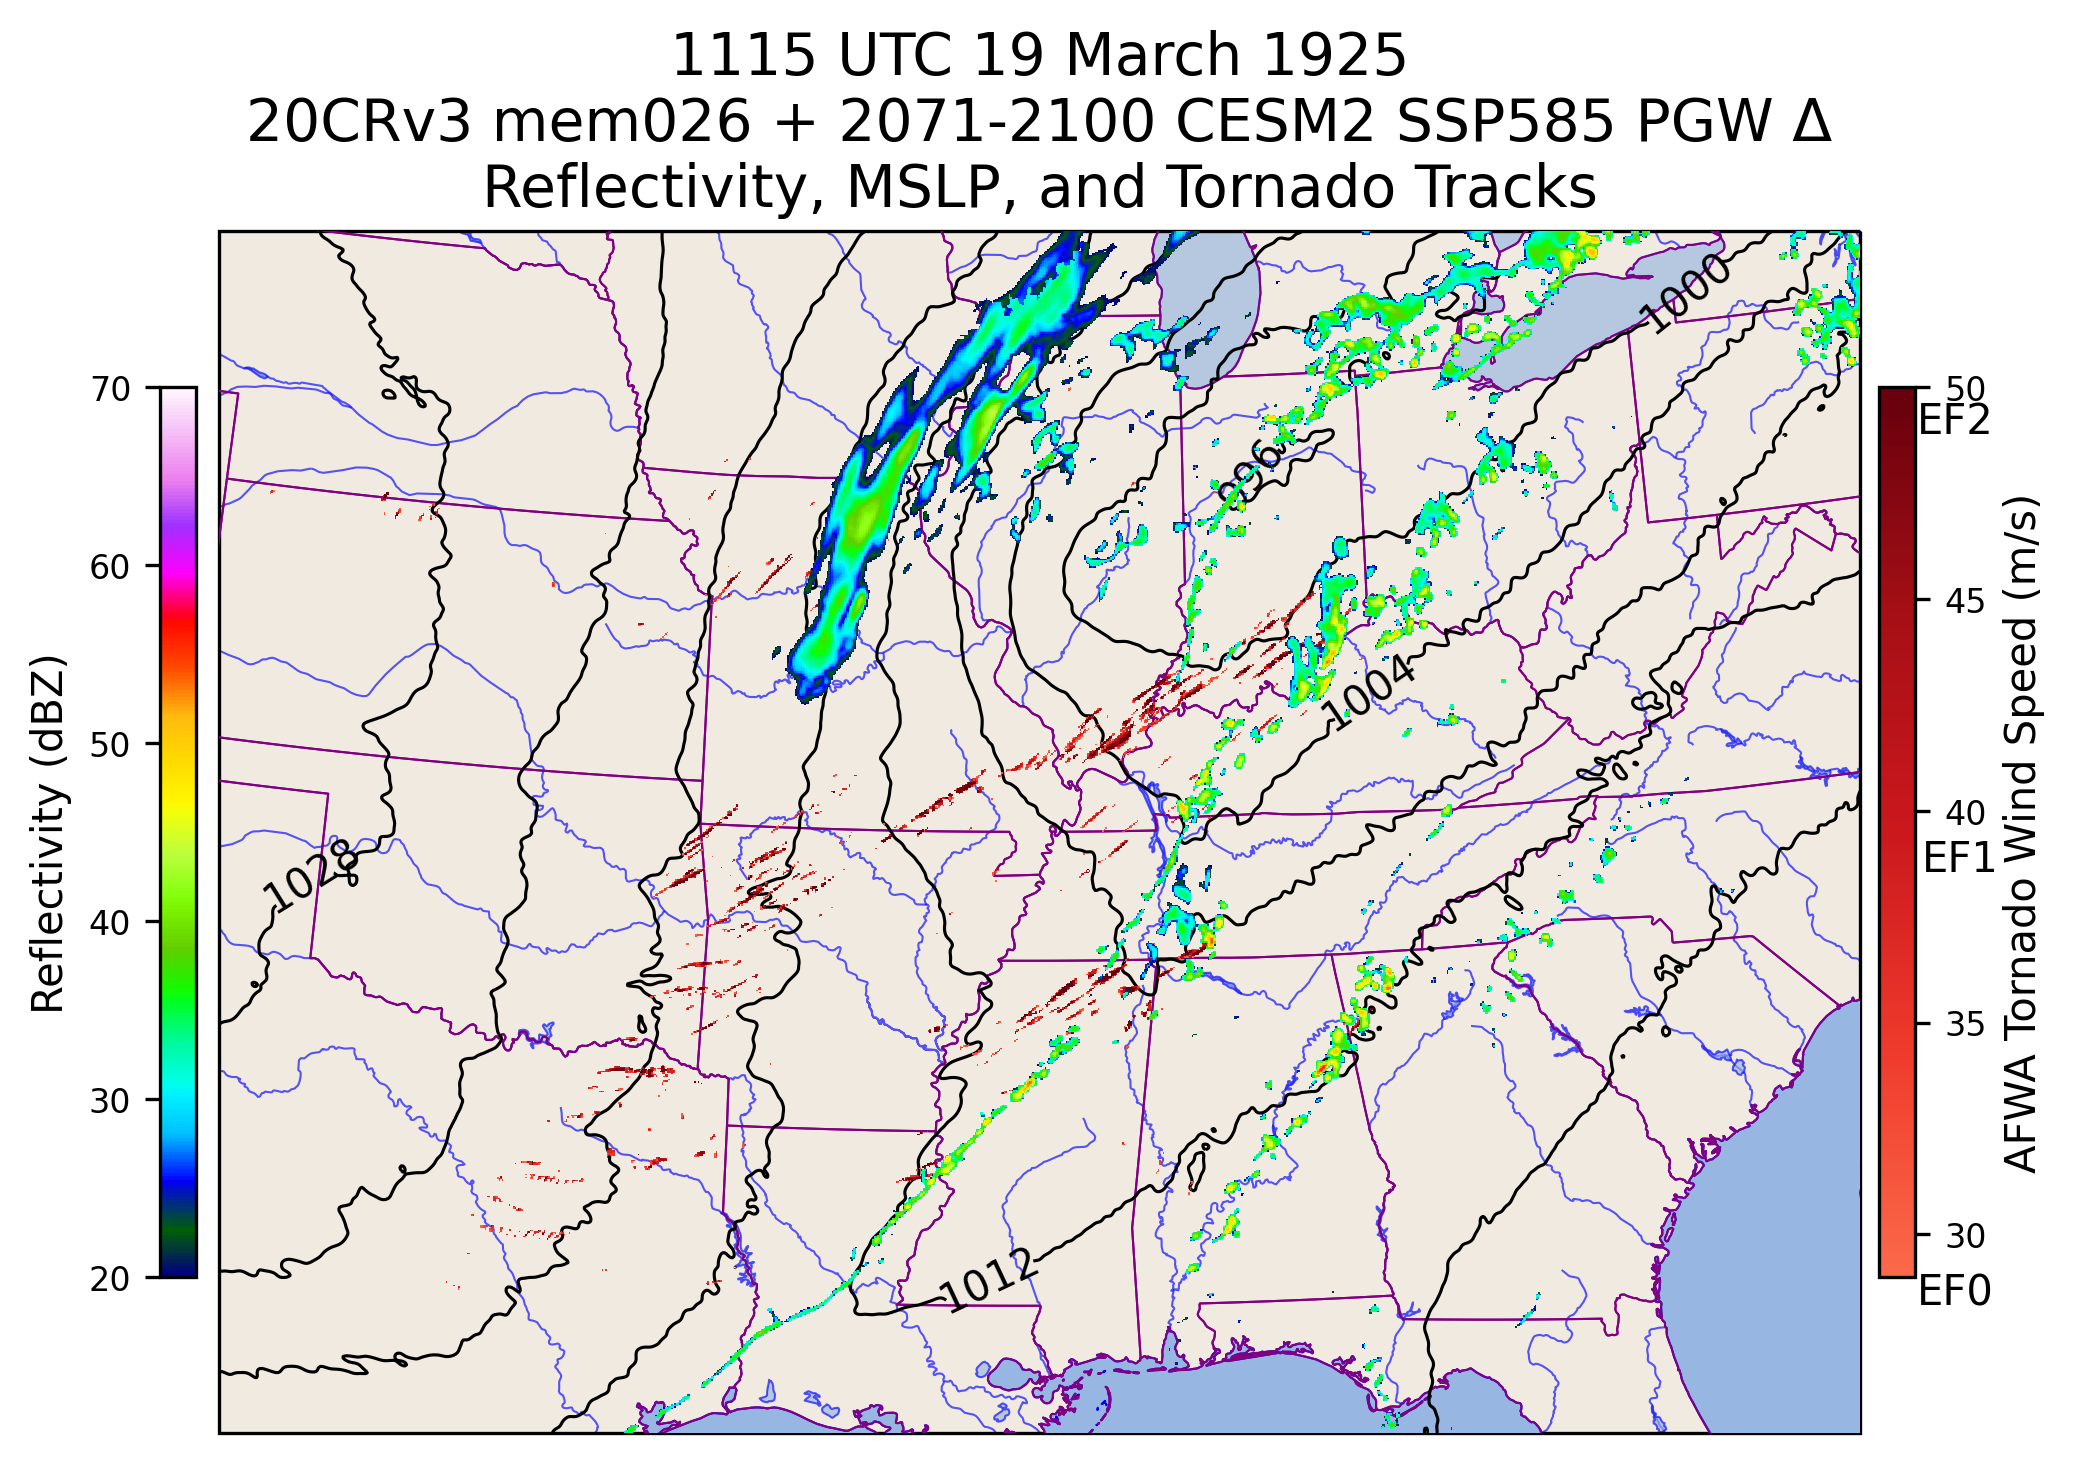 1115 UTC 19 March 1925
20CRv3 mem026 + 2071-2100 CESM2 SSP585 PGW Δ
Reflectivity, MSLP, and Tornado Tracks
Reflectivity (dBZ)
70
60
50
40
30
20
1000
996
1004
1028
1012
50
EF2
45
40
EF1
35
30
EF0
AFWA Tornado Wind Speed (m/s)